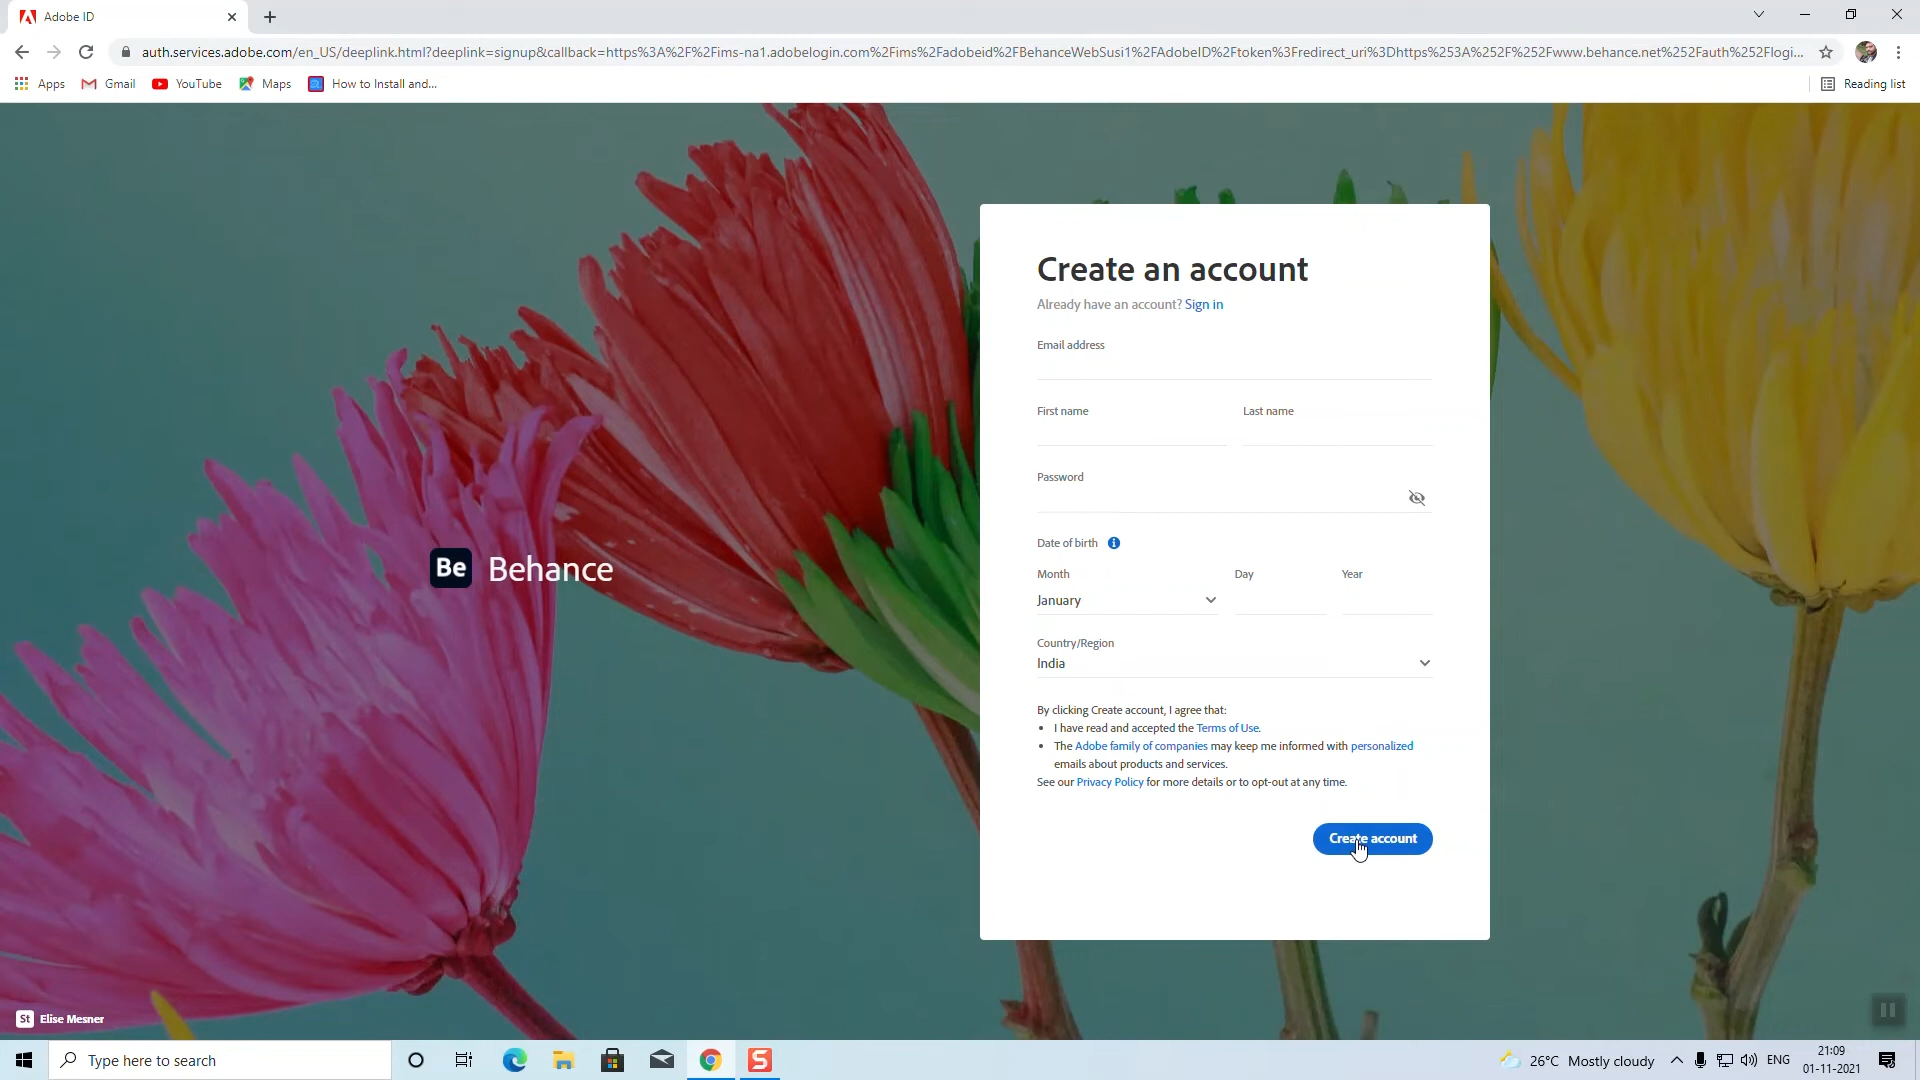 Adobe ID
auth.services.adobe.com/en_US/deeplink.html?deeplink=signup&callback=https%3A%2F%2Fims-na1.adobelogin.com%2Fims%2Fadobeid%2FBehanceWebSusi1%2FAdobeID%2Ftoken%3Fredirect_uri%3Dhttps%253A%252F%252Fwww.behance.net%252Fauth%252Flogi...
Apps Gmail YouTube Maps How to Install and... Reading list
Create an account
Already have an account? Sign in
Email address
First name Last name
Password
Date of birth i
Month Day Year
January
Country/Region
India
By clicking Create account, I agree that:
• I have read and accepted the Terms of Use.
• The Adobe family of companies may keep me informed with personalized
emails about products and services.
See our Privacy Policy for more details or to opt-out at any time.
Create account
Be Behance
St Elise Mesner
Type here to search
S
26°C Mostly cloudy ENG 21:09
01-11-2021